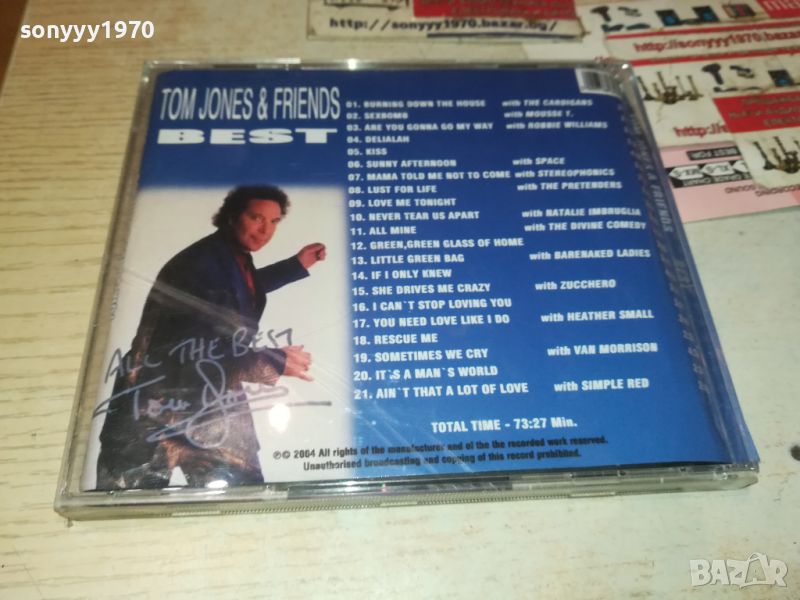 sonyyy1970
http://sonyyy1970.bazar.bg/
http://sonyyy1970.bazar
TOM JONES & FRIENDS
BEST
01. BURNING DOWN THE HOUSE with THE CARDIGANS
02. SEXBOMB with MOUSSE T.
03. ARE YOU GONNA GO MY WAY with ROBBIE WILLIAMS
04. DELIALAH
05. KISS
06. SUNNY AFTERNOON with SPACE
07. MAMA TOLD ME NOT TO COME with STEREOPHONICS
08. LUST FOR LIFE with THE PRETENDERS
09. LOVE ME TONIGHT
10. NEVER TEAR US APART with NATALIE IMBRUGLIA
11. ALL MINE with THE DIVINE COMEDY
12. GREEN,GREEN GLASS OF HOME
13. LITTLE GREEN BAG with BARENAKED LADIES
14. IF I ONLY KNEW
15. SHE DRIVES ME CRAZY with ZUCCHERO
16. I CAN`T STOP LOVING YOU
17. YOU NEED LOVE LIKE I DO with HEATHER SMALL
18. RESCUE ME
19. SOMETIMES WE CRY with VAN MORRISON
20. IT`S A MAN`S WORLD
21. AIN`T THAT A LOT OF LOVE with SIMPLE RED
TOTAL TIME - 73:27 Min.
℗© 2004 All rights of the manufacturer and of the the recorded work reserved.
Unauthorised broadcasting and copying of this record prohibited.
ALL THE BEST
Tom Jones
BAZAR